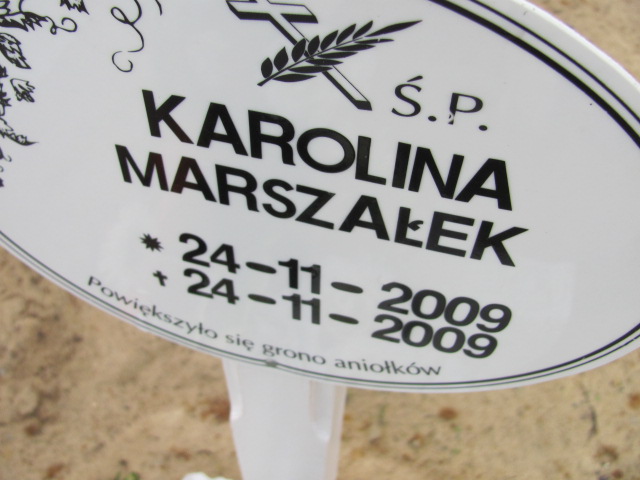 Ś.P.
KAROLINA
MARSZAŁEK
* 24-11-2009
† 24-11-2009
Powiększyło się grono aniołków